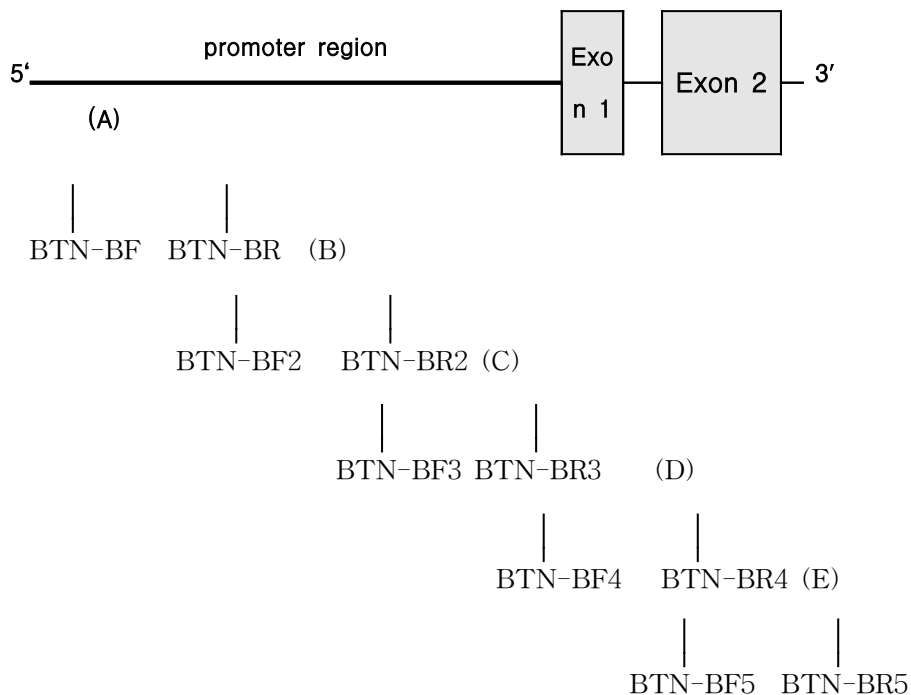 promoter region
5‘
Exo
n 1
Exon 2
3′
(A)
BTN-BF BTN-BR (B)
BTN-BF2 BTN-BR2 (C)
BTN-BF3 BTN-BR3 (D)
BTN-BF4 BTN-BR4 (E)
BTN-BF5 BTN-BR5